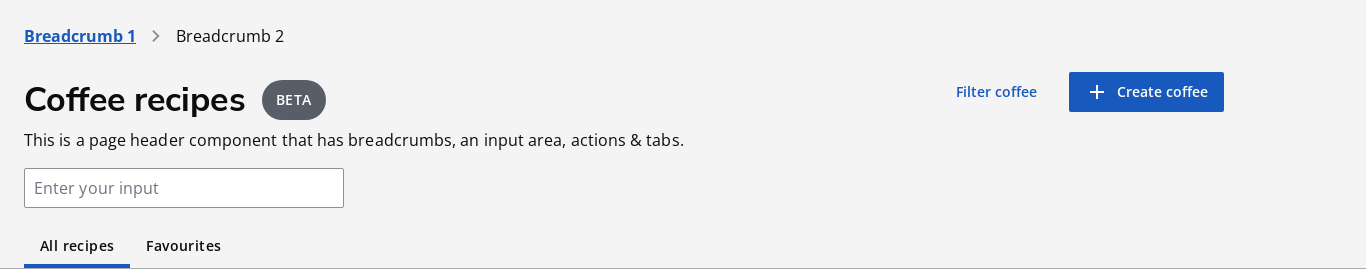 Breadcrumb 1 Breadcrumb 2
Coffee recipes BETA
Filter coffee Create coffee
This is a page header component that has breadcrumbs, an input area, actions & tabs.
Enter your input
All recipes Favourites